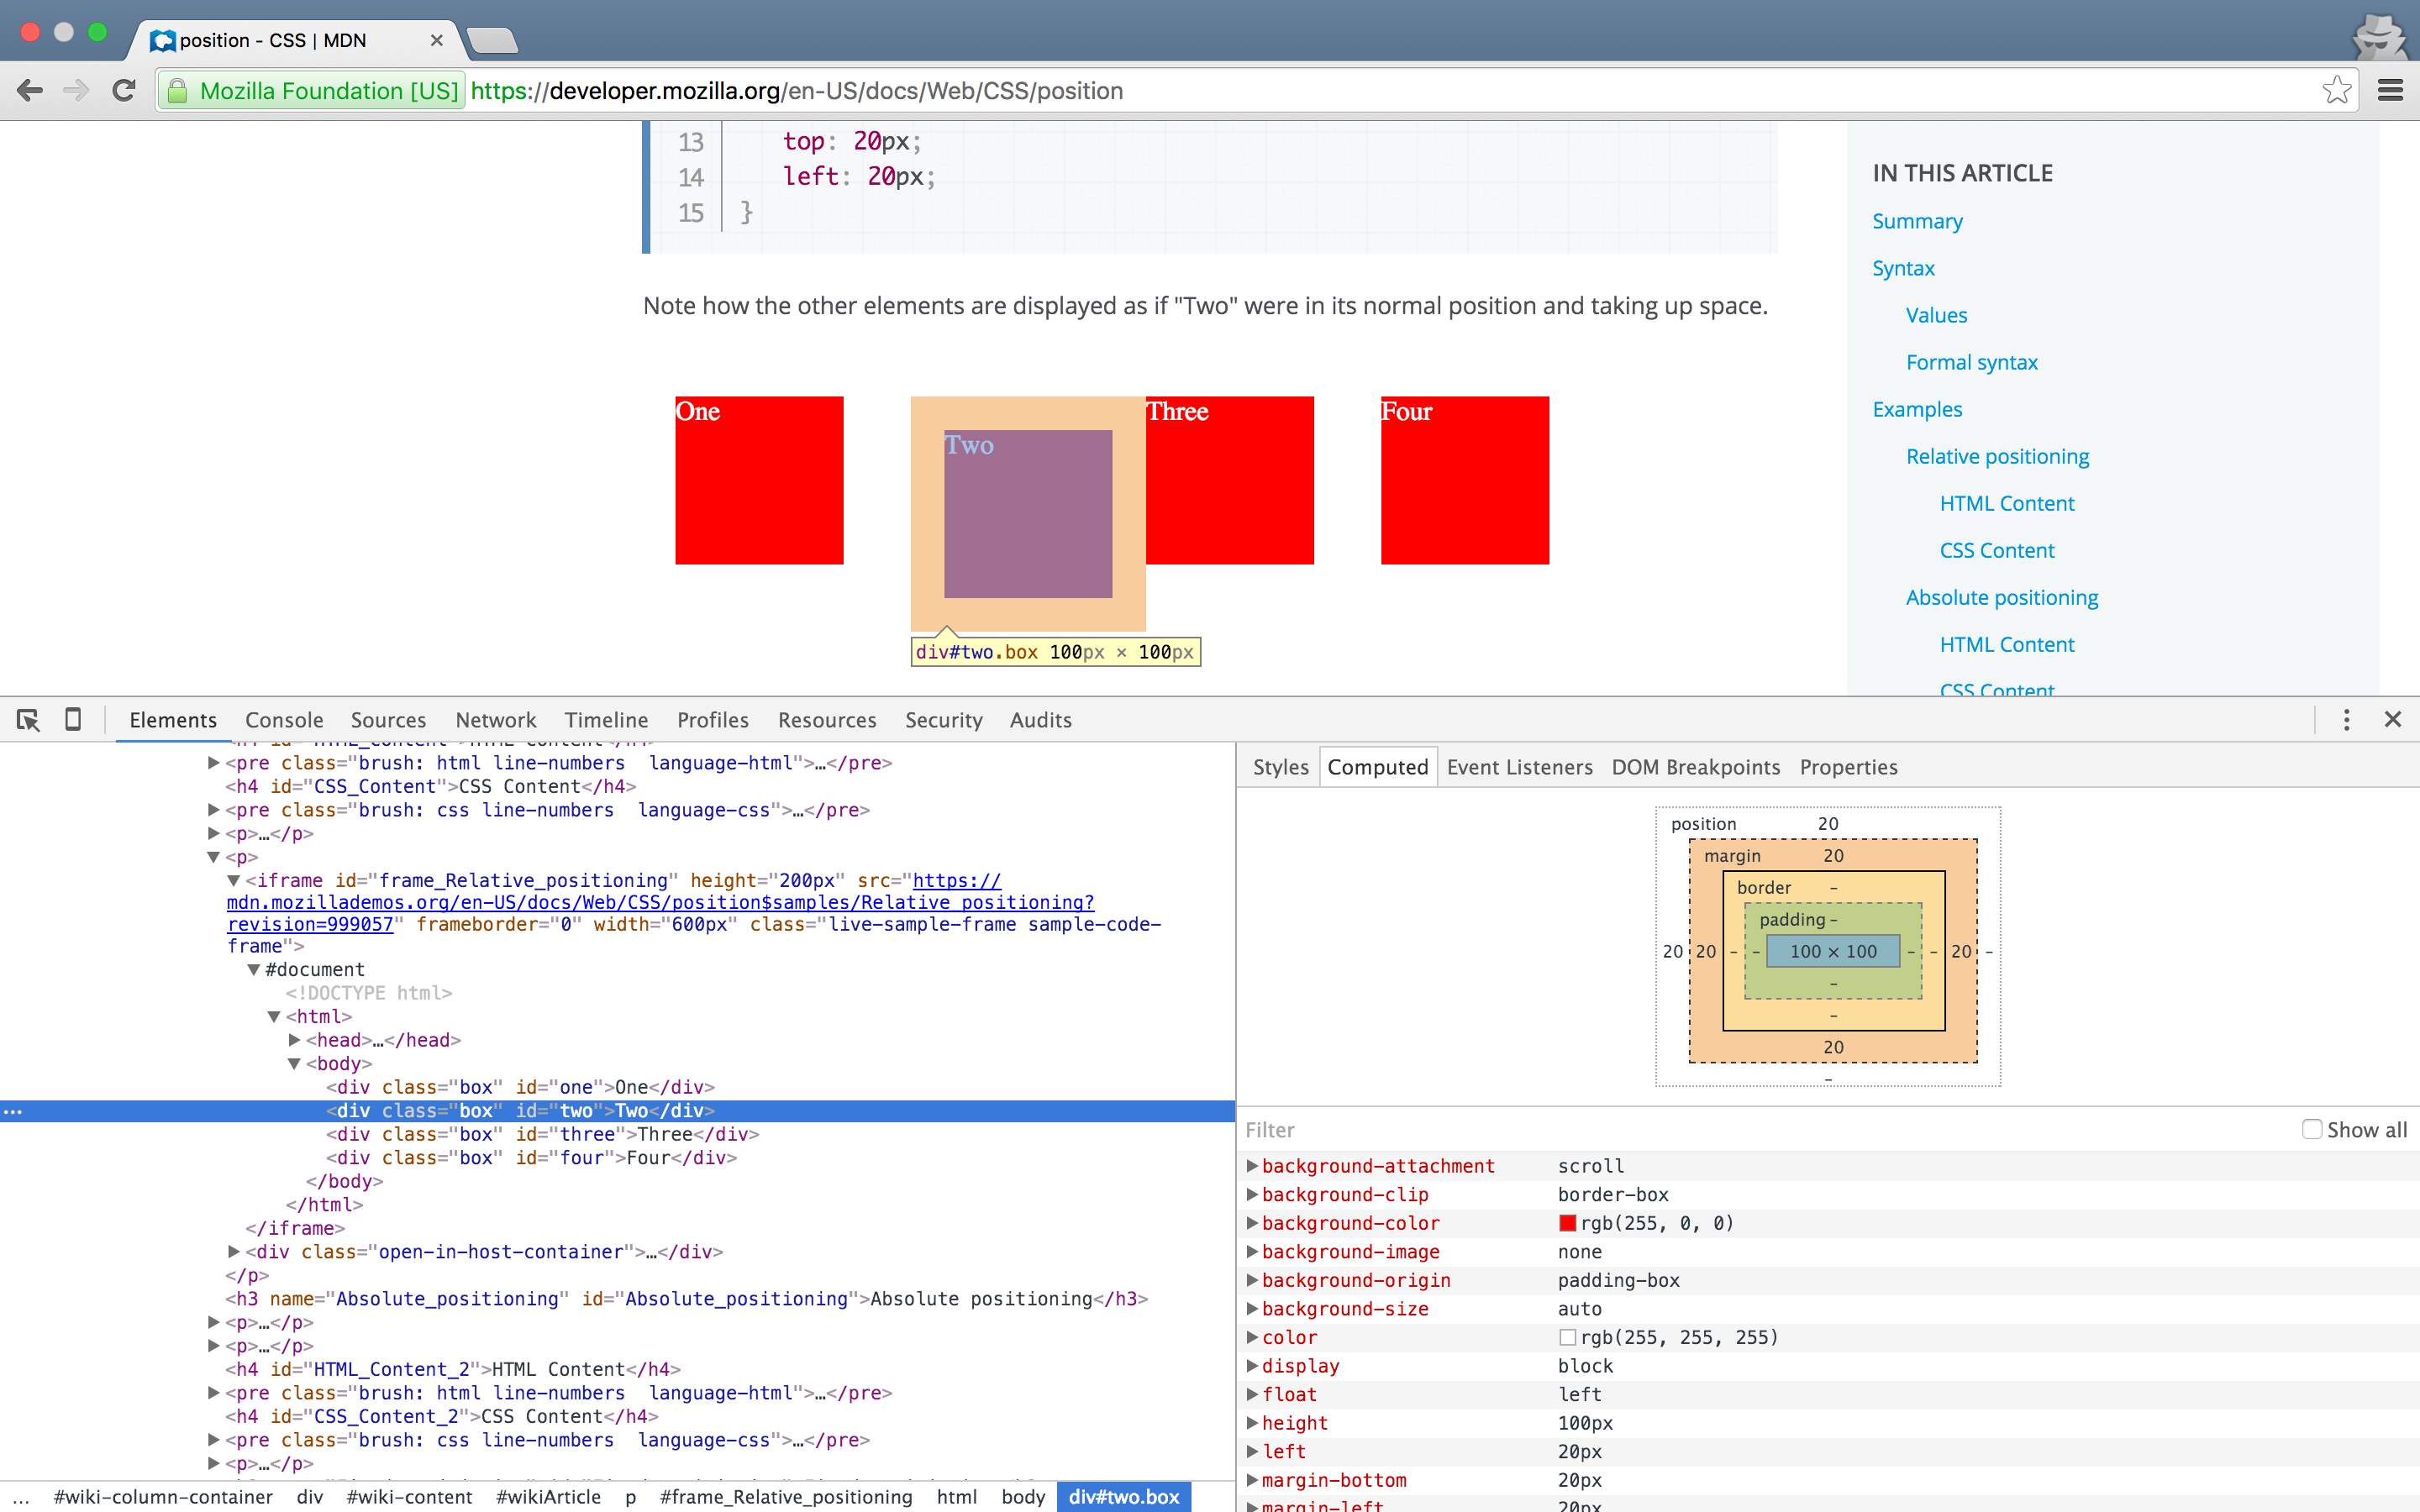 position - CSS | MDN
Mozilla Foundation [US] https://developer.mozilla.org/en-US/docs/Web/CSS/position
13 top: 20px;
14 left: 20px;
15 }
Note how the other elements are displayed as if "Two" were in its normal position and taking up space.
One
Two
Three
Four
div#two.box 100px × 100px
IN THIS ARTICLE
Summary
Syntax
Values
Formal syntax
Examples
Relative positioning
HTML Content
CSS Content
Absolute positioning
HTML Content
CSS Content
Elements Console Sources Network Timeline Profiles Resources Security Audits
<h4 id="HTML_Content">HTML Content</h4>
<pre class="brush: html line-numbers  language-html">…</pre>
<h4 id="CSS_Content">CSS Content</h4>
<pre class="brush: css line-numbers  language-css">…</pre>
<p>…</p>
<p>
<iframe id="frame_Relative_positioning" height="200px" src="https://
mdn.mozillademos.org/en-US/docs/Web/CSS/position$samples/Relative_positioning?
revision=999057" frameborder="0" width="600px" class="live-sample-frame sample-code-
frame">
#document
<!DOCTYPE html>
<html>
<head>…</head>
<body>
<div class="box" id="one">One</div>
… <div class="box" id="two">Two</div>
<div class="box" id="three">Three</div>
<div class="box" id="four">Four</div>
</body>
</html>
</iframe>
<div class="open-in-host-container">…</div>
</p>
<h3 name="Absolute_positioning" id="Absolute_positioning">Absolute positioning</h3>
<p>…</p>
<p>…</p>
<h4 id="HTML_Content_2">HTML Content</h4>
<pre class="brush: html line-numbers  language-html">…</pre>
<h4 id="CSS_Content_2">CSS Content</h4>
<pre class="brush: css line-numbers  language-css">…</pre>
<p>…</p>
... #wiki-column-container div #wiki-content #wikiArticle p #frame_Relative_positioning html body div#two.box
Styles Computed Event Listeners DOM Breakpoints Properties
position 20
margin 20
border -
padding -
20 20 - - 100 × 100 - - 20 -
-
-
20
-
Filter Show all
background-attachment scroll
background-clip border-box
background-color rgb(255, 0, 0)
background-image none
background-origin padding-box
background-size auto
color rgb(255, 255, 255)
display block
float left
height 100px
left 20px
margin-bottom 20px
margin-left 20px